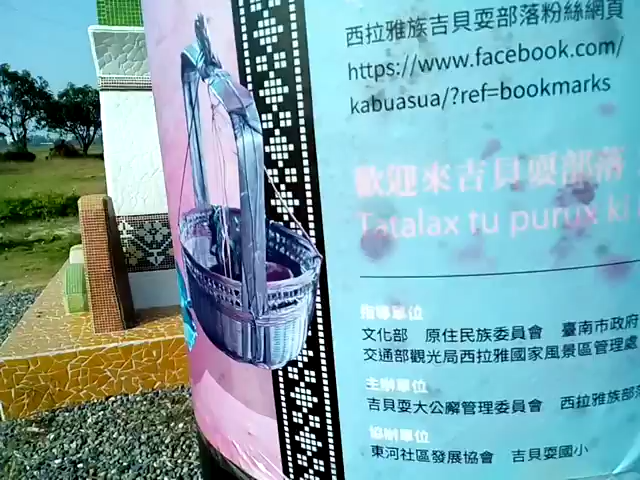 西拉雅族吉貝耍部落粉絲網頁
https://www.facebook.com/
kabuasua/?ref=bookmarks
歡迎來吉貝耍部落
Tatalax tu purux ki
指導單位
文化部 原住民族委員會 臺南市政府
交通部觀光局西拉雅國家風景區管理處
主辦單位
吉貝耍大公廨管理委員會 西拉雅族部
協辦單位
東河社區發展協會 吉貝耍國小